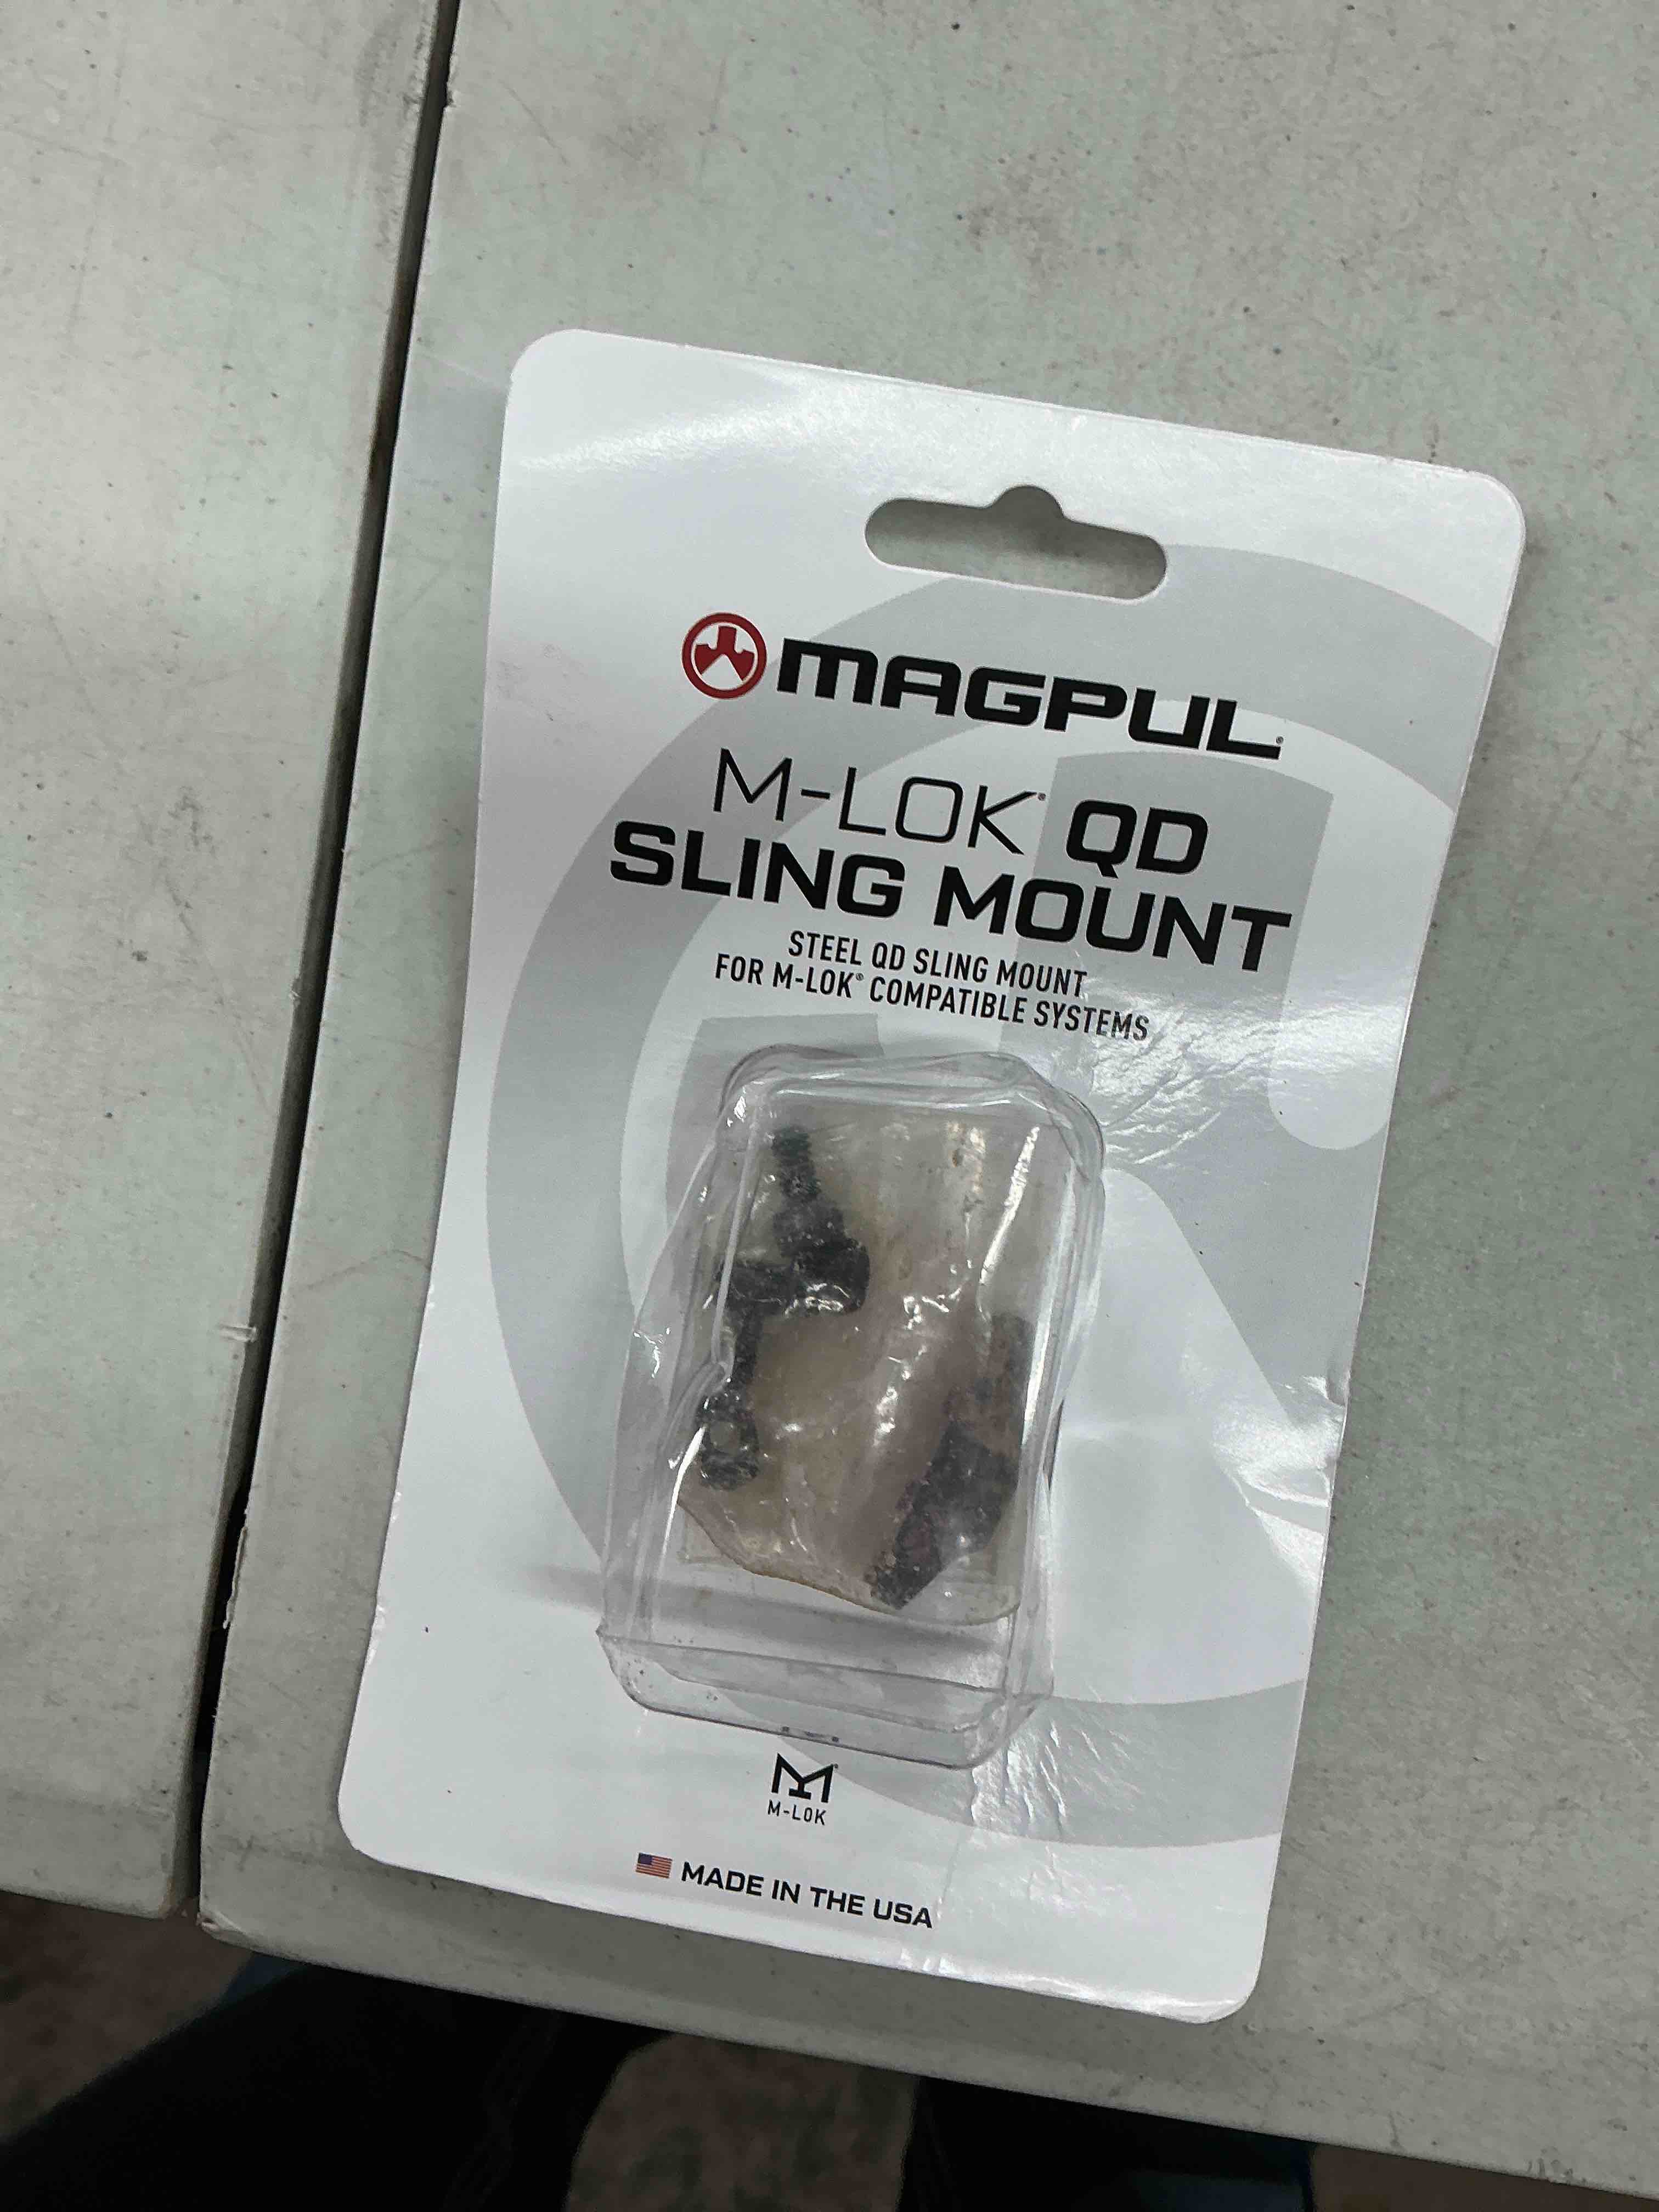 MAGPUL®
M-LOK® QD
SLING MOUNT
STEEL QD SLING MOUNT
FOR M-LOK® COMPATIBLE SYSTEMS
M-LOK
MADE IN THE USA